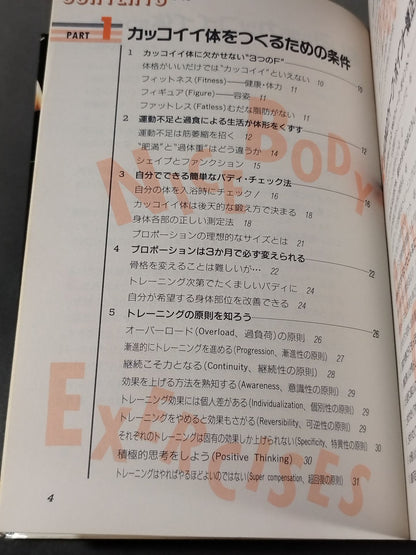 CONTENTS
PART 1 カッコイイ体をつくるための条件
1 カッコイイ体に欠かせない"3つのF" 10
体格がいいだけでは"カッコイイ"といえない 10
フィットネス(Fitness)——健康・体力 11
フィギュア(Figure)——容姿 11
ファットレス(Fatless)むだな脂肪がない 11
2 運動不足と過食による生活が体形をくずす 14
運動不足は筋萎縮を招く 12
"肥満"と"過体重"はどう違うか 14
シェイプとファンクション 15
3 自分でできる簡単なバディ・チェック法 16
自分の体を入浴時にチェック! 16
カッコイイ体は後天的な鍛え方で決まる 18
身体各部の正しい測定法 18
プロポーションの理想的なサイズとは 21
4 プロポーションは3か月で必ず変えられる 22
骨格を変えることは難しいが… 22
トレーニング次第でたくましいバディに 24
自分が希望する身体部位を改善できる 24
5 トレーニングの原則を知ろう 26
オーバーロード(Overload、過負荷)の原則 26
漸進的にトレーニングを進める(Progression、漸進性の原則) 27
継続こそ力となる(Continuity、継続性の原則) 28
効果を上げる方法を熟知する(Awareness、意識性の原則) 29
トレーニング効果には個人差がある(Individualization、個別性の原則) 29
トレーニングをやめると効果もさがる(Reversibility、可逆性の原則) 29
それぞれのトレーニングは固有の効果しか上げられない(Specificity、特異性の原則) 30
積極的思考をしよう(Positive Thinking) 30
トレーニングはやればやるほどよいのではない(Super compensation、超回復の原則) 31
BODY
EXERCISES
4